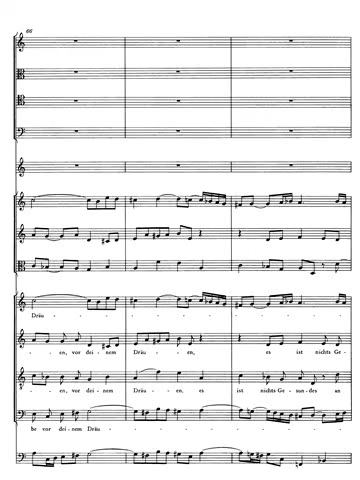 66
Dräu - - - - - - - - - - -
- en, vor dei - nem Dräu - en, es ist nichts Ge -
- en, vor dei - nem Dräu - en, es ist nichts Ge - sun - des an
be vor dei - nem Dräu - - - - - - -